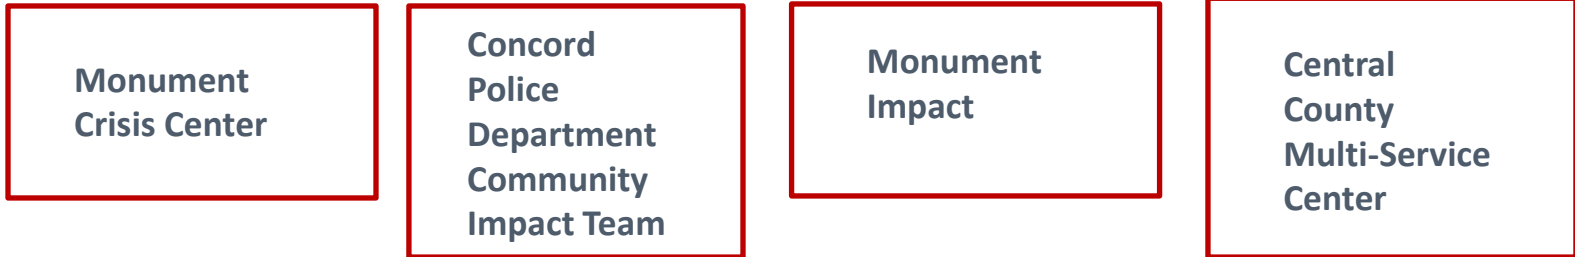 Monument
Crisis Center
Concord
Police
Department
Community
Impact Team
Monument
Impact
Central
County
Multi-Service
Center